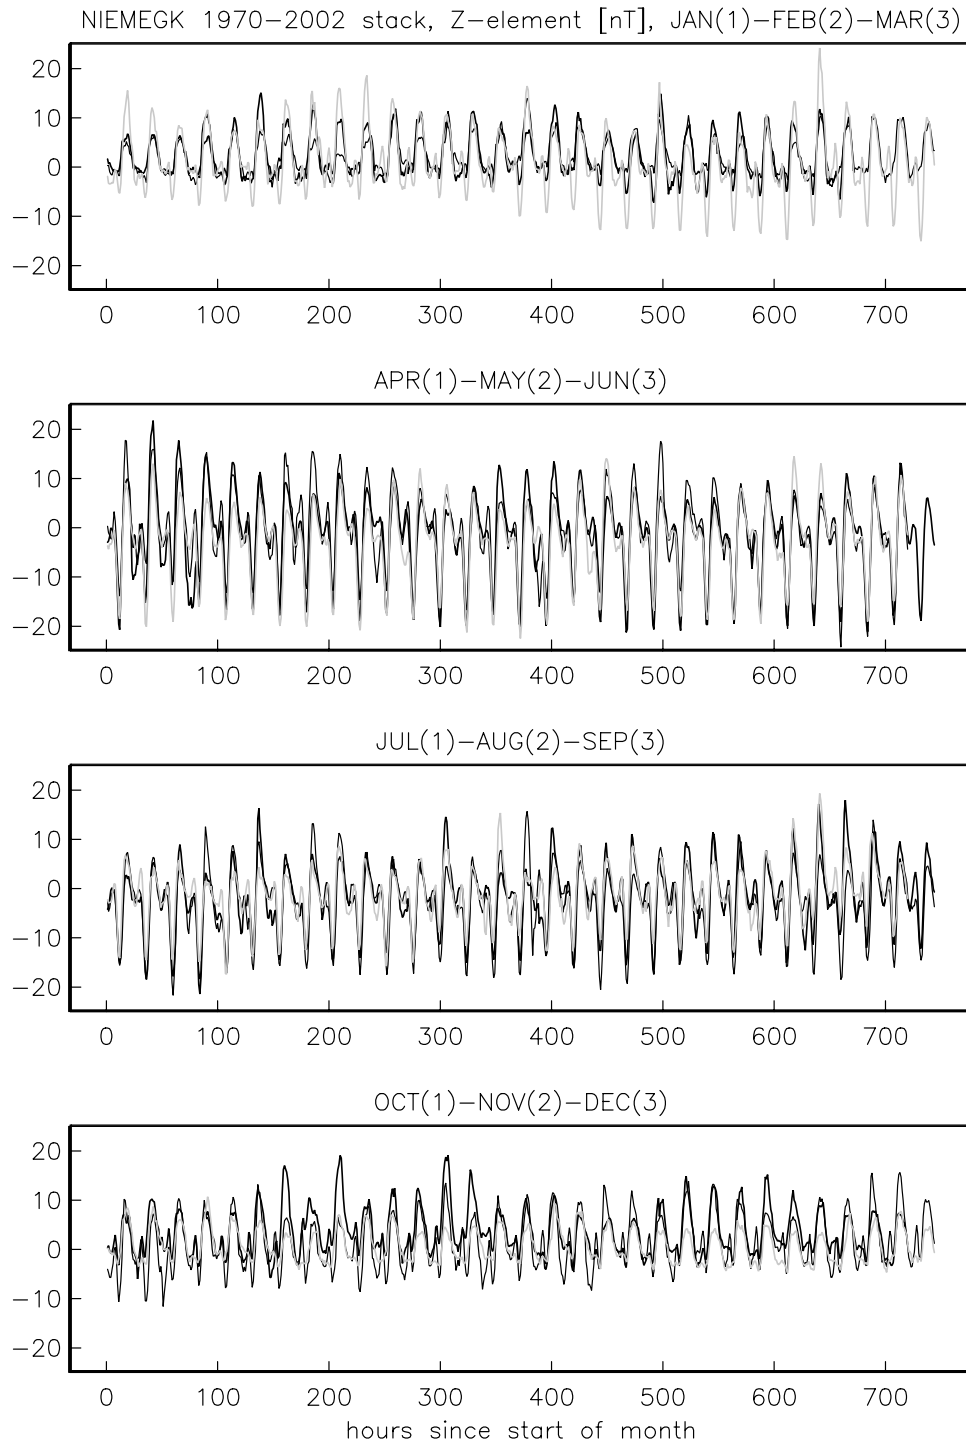 NIEMEGK 1970−2002 stack, Z−element [nT], JAN(1)−FEB(2)−MAR(3)
20
10
0
−10
−20
0 100 200 300 400 500 600 700
APR(1)−MAY(2)−JUN(3)
20
10
0
−10
−20
0 100 200 300 400 500 600 700
JUL(1)−AUG(2)−SEP(3)
20
10
0
−10
−20
0 100 200 300 400 500 600 700
OCT(1)−NOV(2)−DEC(3)
20
10
0
−10
−20
0 100 200 300 400 500 600 700
hours since start of month